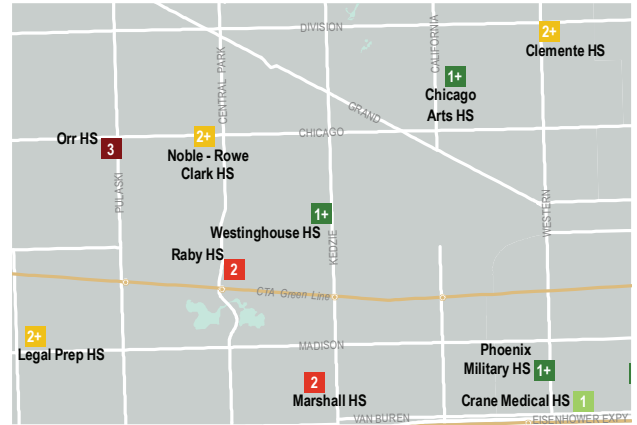 DIVISION
CALIFORNIA
2+
Clemente HS
CENTRAL PARK
1+
Chicago
Arts HS
GRAND
2+
CHICAGO
Orr HS
3
Noble - Rowe
Clark HS
PULASKI
WESTERN
1+
Westinghouse HS
KEDZIE
Raby HS
2
CTA Green Line
2+
Legal Prep HS
MADISON
Phoenix
Military HS
1+
2
Marshall HS
Crane Medical HS
1
VAN BUREN
EISENHOWER EXPY